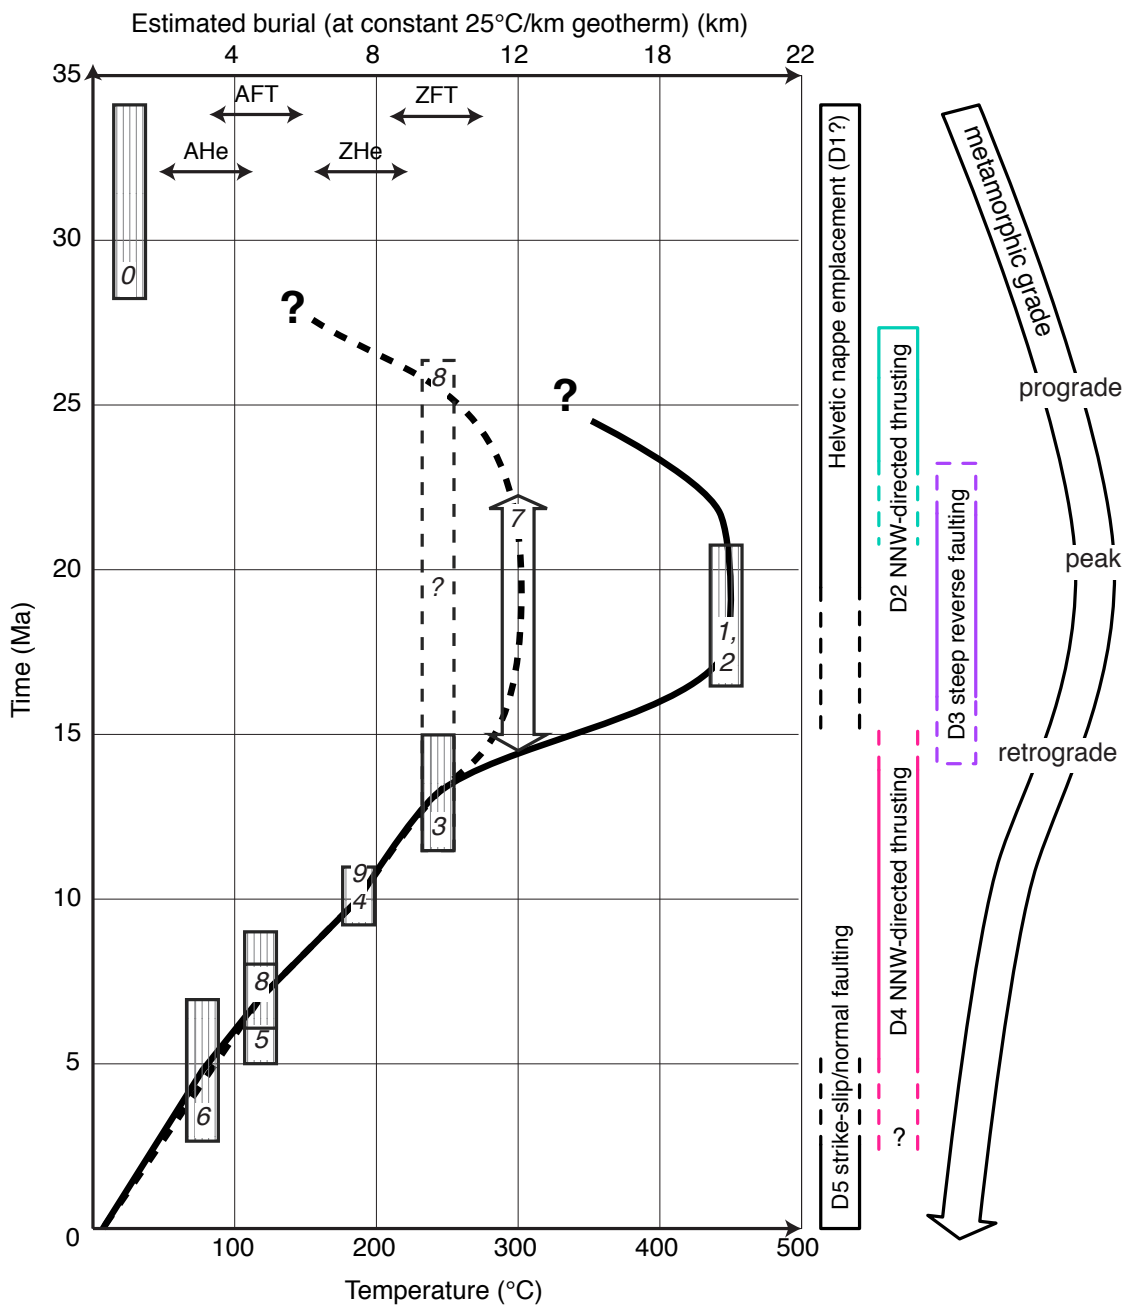 Estimated burial (at constant 25°C/km geotherm) (km)
4 8 12 18 22
35
AFT ZFT
AHe ZHe
30
0
?
8
25
?
7
20
?
1,
2
15
3
10
9
4
8
5
5
6
0
100 200 300 400 500
Temperature (°C)
Time (Ma)
Helvetic nappe emplacement (D1?)
D5 strike-slip/normal faulting
D2 NNW-directed thrusting
D4 NNW-directed thrusting
?
D3 steep reverse faulting
metamorphic grade
prograde
peak
retrograde